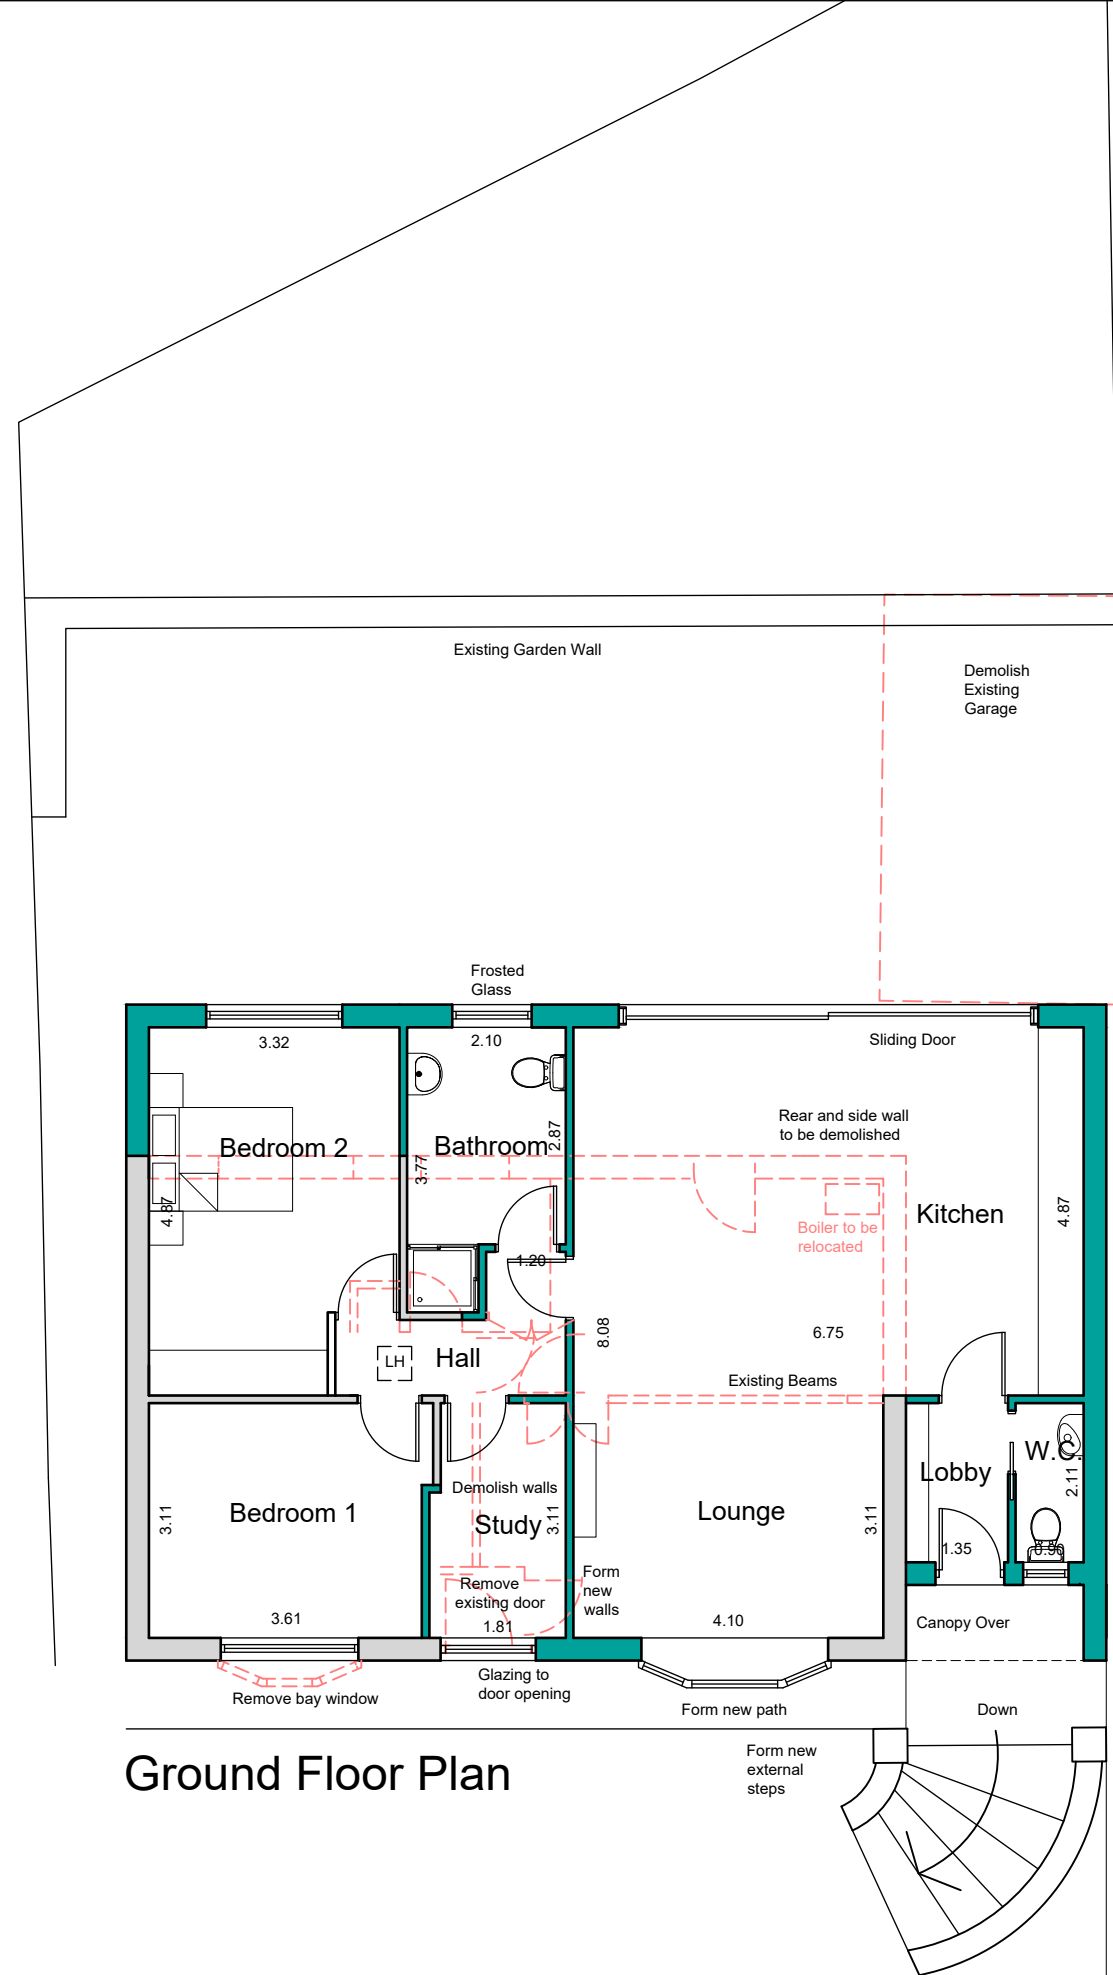 Existing Garden Wall
Demolish
Existing
Garage
Frosted
Glass
3.32
2.10
Sliding Door
Rear and side wall
to be demolished
Bedroom 2
Bathroom
2.87
3.77
4.87
Kitchen
4.87
Boiler to be
relocated
1.20
8.08
6.75
LH
Hall
Existing Beams
W.C.
Lobby
2.11
Demolish walls
Bedroom 1
3.11
Study
3.11
Lounge
3.11
1.35
Remove
existing door
Form
new
walls
3.61
1.81
4.10
Canopy Over
Glazing to
door opening
Remove bay window
Form new path
Down
Ground Floor Plan
Form new
external
steps